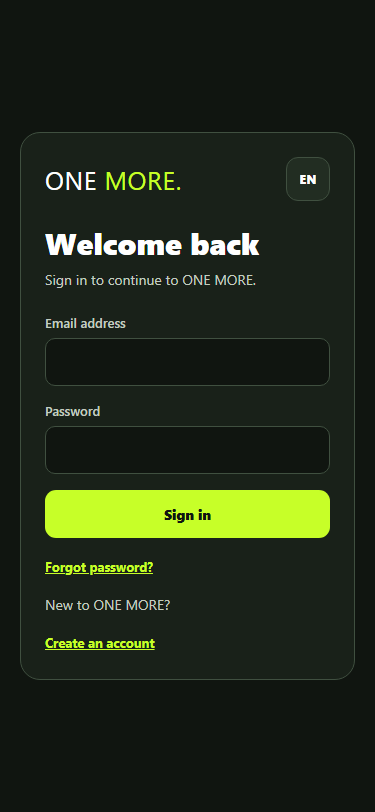 ONE MORE.
EN
Welcome back
Sign in to continue to ONE MORE.
Email address
Password
Sign in
Forgot password?
New to ONE MORE?
Create an account